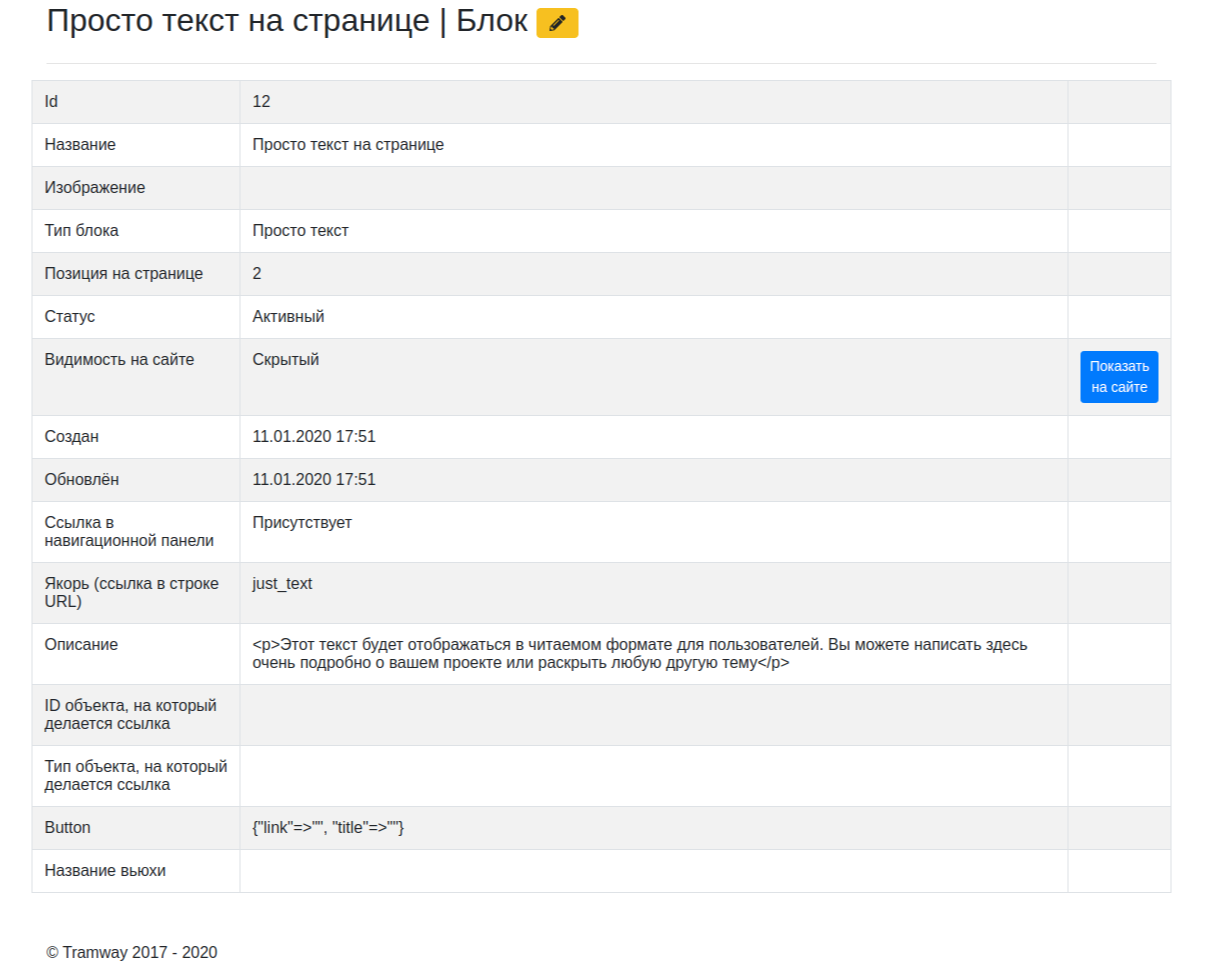 Просто текст на странице | Блок
Id 12
Название Просто текст на странице
Изображение
Тип блока Просто текст
Позиция на странице 2
Статус Активный
Видимость на сайте Скрытый
Показать
на сайте
Создан 11.01.2020 17:51
Обновлён 11.01.2020 17:51
Ссылка в
навигационной панели
Присутствует
Якорь (ссылка в строке
URL)
just_text
Описание
<p>Этот текст будет отображаться в читаемом формате для пользователей. Вы можете написать здесь
очень подробно о вашем проекте или раскрыть любую другую тему</p>
ID объекта, на который
делается ссылка
Тип объекта, на который
делается ссылка
Button {"link"=>"", "title"=>""}
Название вьюхи
© Tramway 2017 - 2020